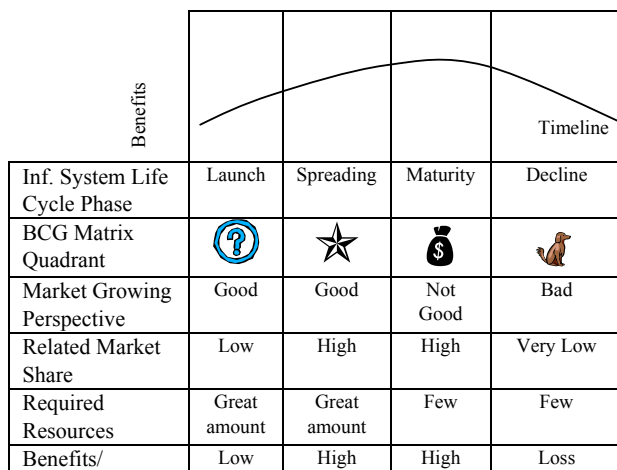 Benefits
Timeline
Inf. System Life Launch Spreading Maturity Decline
Cycle Phase
BCG Matrix ? $
Quadrant
Market Growing Good Good Not Bad
Perspective Good
Related Market Low High High Very Low
Share
Required Great Great Few Few
Resources amount amount
Benefits/ Low High High Loss